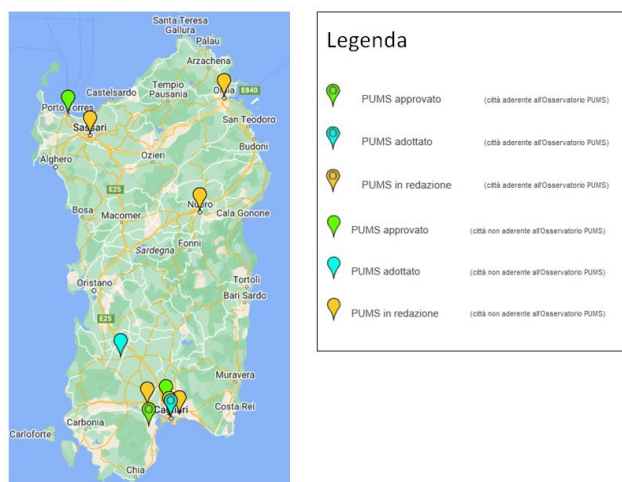 Santa Teresa
Gallura
Palau
Arzachena
Castelsardo
Tempio
Pausania
Olbia
E840
Porto Torres
Sassari
San Teodoro
Alghero
Ozieri
Budoni
E25
Bosa
Macomer
Nuoro
Cala Gonone
Sardegna
Fonni
Oristano
Tortolì
Bari Sardo
E25
Muravera
Cagliari
Costa Rei
Carbonia
Carloforte
Chia
Legenda
PUMS approvato (città aderente all'Osservatorio PUMS)
PUMS adottato (città aderente all'Osservatorio PUMS)
PUMS in redazione (città aderente all'Osservatorio PUMS)
PUMS approvato (città non aderente all'Osservatorio PUMS)
PUMS adottato (città non aderente all'Osservatorio PUMS)
PUMS in redazione (città non aderente all'Osservatorio PUMS)